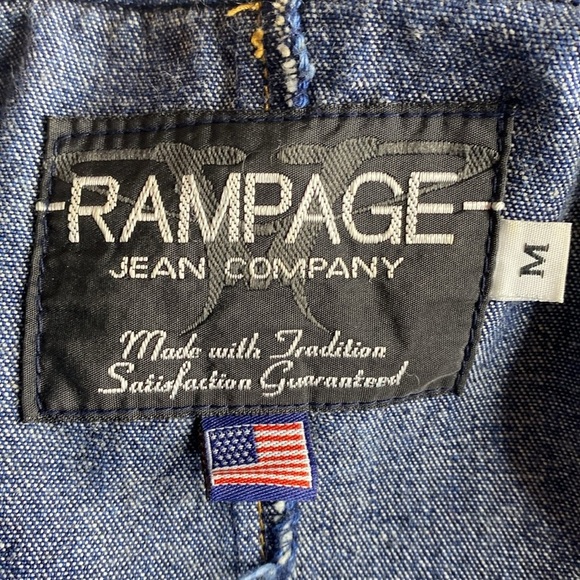 RAMPAGE
JEAN COMPANY
Made with Tradition
Satisfaction Guaranteed
M